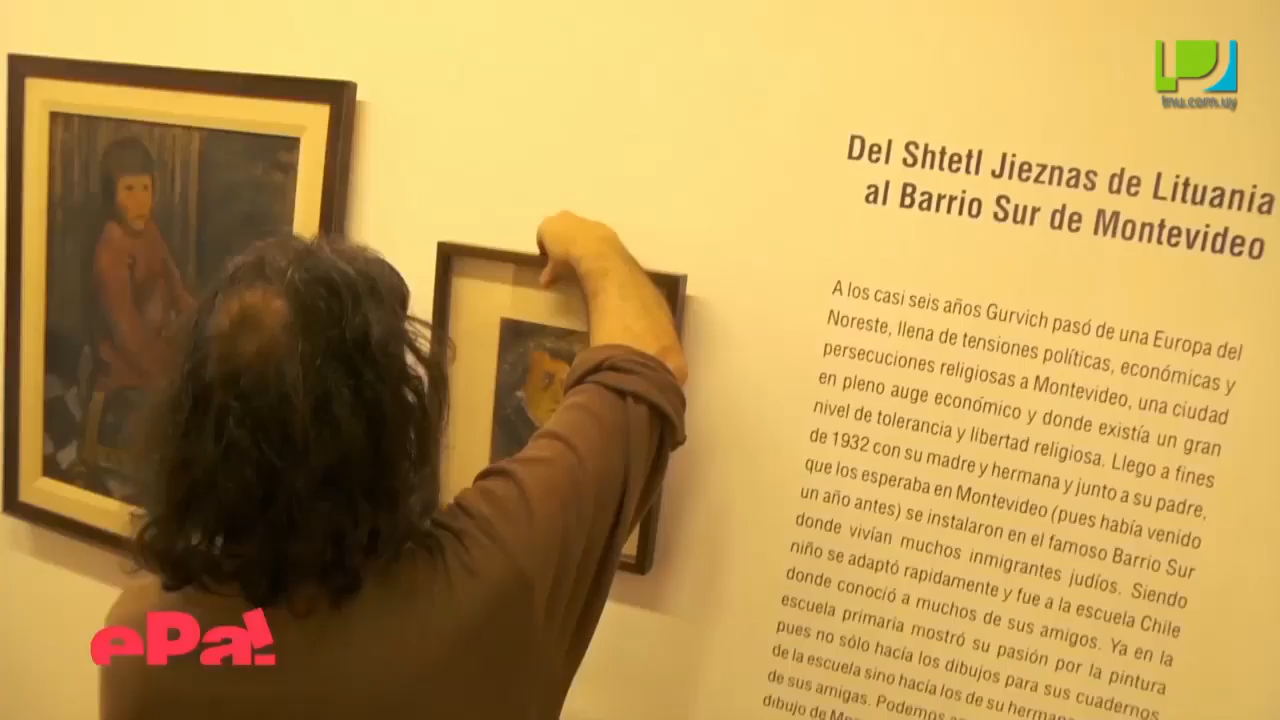 tnu.com.uy
Del Shtetl Jieznas de Lituania
al Barrio Sur de Montevideo
A los casi seis años Gurvich pasó de una Europa del
Noreste, llena de tensiones políticas, económicas y
persecuciones religiosas a Montevideo, una ciudad
en pleno auge económico y donde existía un gran
nivel de tolerancia y libertad religiosa. Llego a fines
de 1932 con su madre y hermana y junto a su padre,
que los esperaba en Montevideo (pues había venido
un año antes) se instalaron en el famoso Barrio Sur
donde vivían muchos inmigrantes judíos. Siendo
niño se adaptó rapidamente y fue a la escuela Chile
donde conoció a muchos de sus amigos. Ya en la
escuela primaria mostró su pasión por la pintura
pues no sólo hacía los dibujos para sus cuadernos
de la escuela sino hacía los de su
de sus amigas. Podemos
dibujo de
ePa!